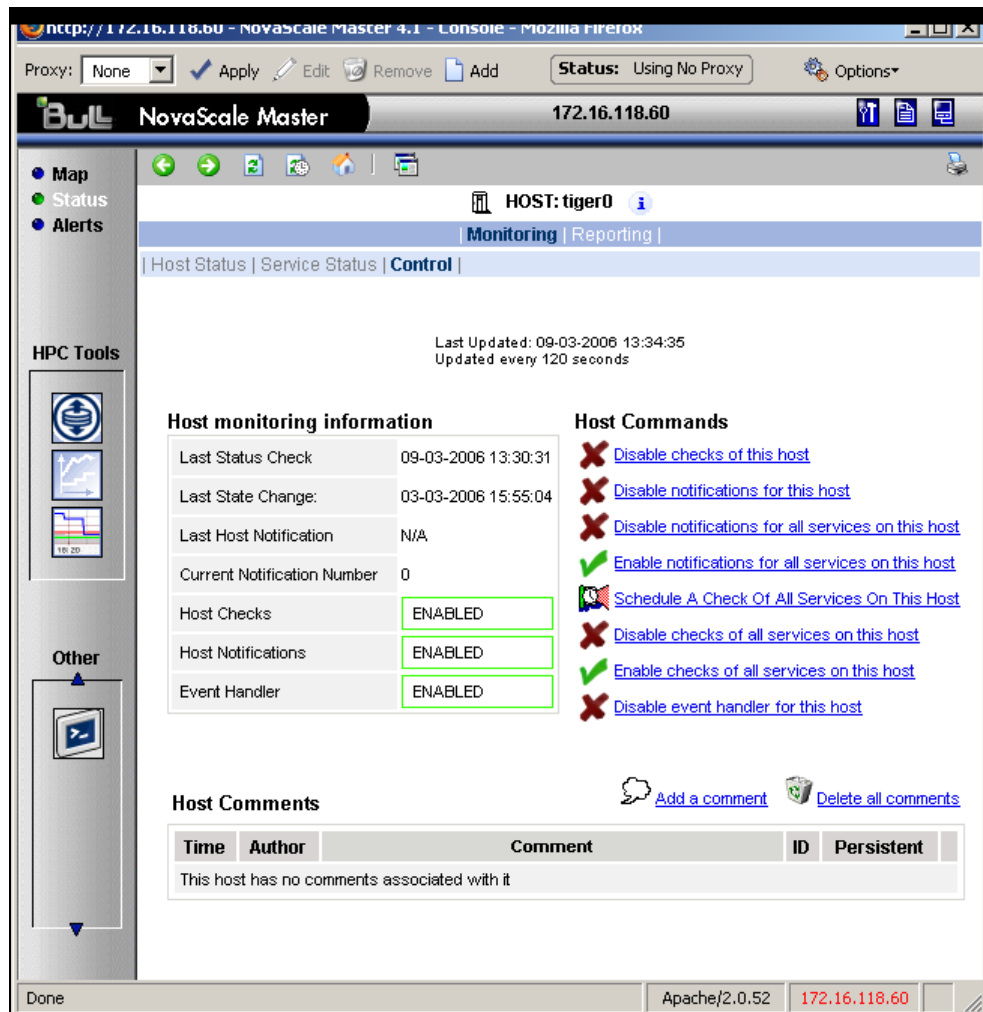 http://172.16.118.60 - NovaScale Master 4.1 - Console - Mozilla Firefox
Proxy: None Apply Edit Remove Add Status: Using No Proxy Options
Bull NovaScale Master 172.16.118.60
Map
Status
Alerts
HOST: tiger0
| Monitoring | Reporting |
| Host Status | Service Status | Control |
Last Updated: 09-03-2006 13:34:35
Updated every 120 seconds
HPC Tools
18:20
Other
Host monitoring information
Last Status Check 09-03-2006 13:30:31
Last State Change: 03-03-2006 15:55:04
Last Host Notification N/A
Current Notification Number 0
Host Checks ENABLED
Host Notifications ENABLED
Event Handler ENABLED
Host Commands
Disable checks of this host
Disable notifications for this host
Disable notifications for all services on this host
Enable notifications for all services on this host
Schedule A Check Of All Services On This Host
Disable checks of all services on this host
Enable checks of all services on this host
Disable event handler for this host
Host Comments
Add a comment Delete all comments
Time Author Comment ID Persistent
This host has no comments associated with it
Done Apache/2.0.52 172.16.118.60